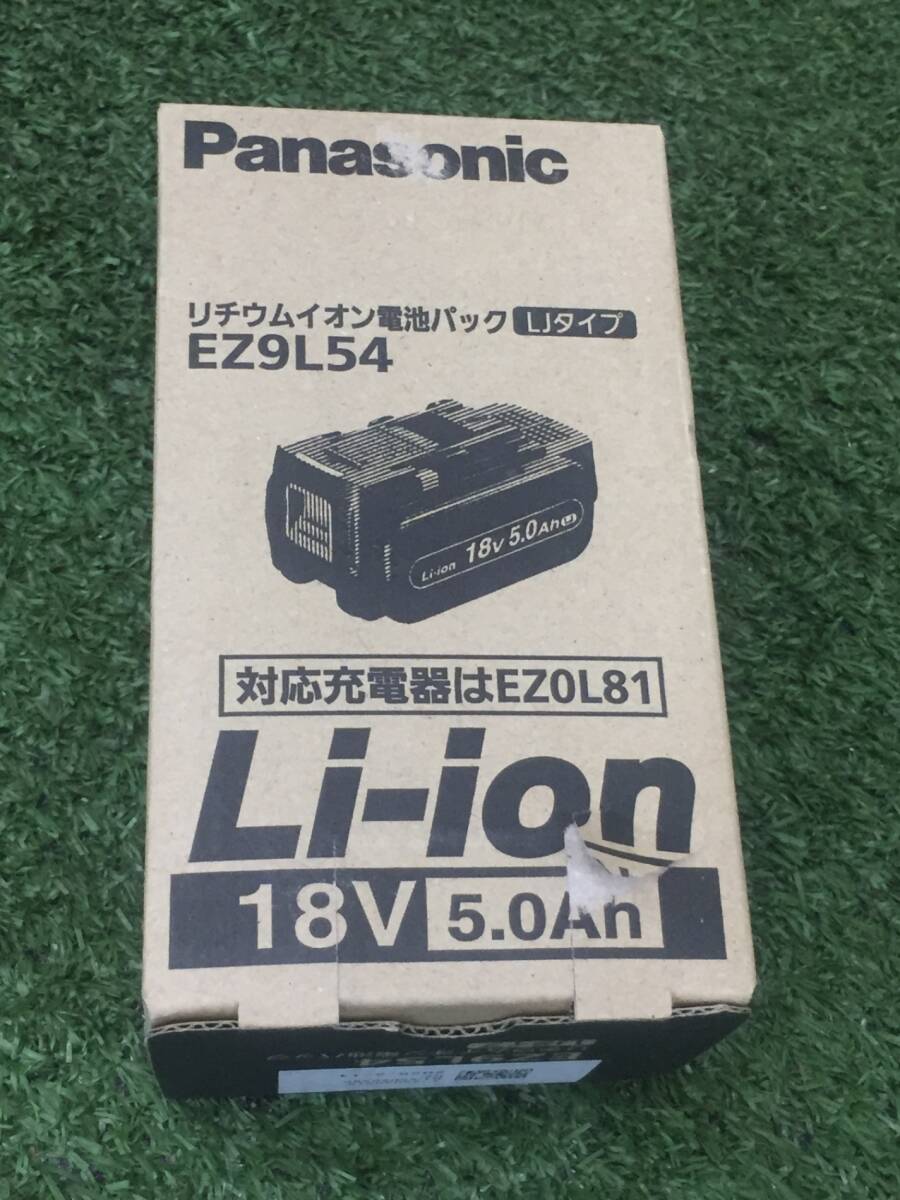 Panasonic
リチウムイオン電池パック LJタイプ
EZ9L54
Li-ion 18V 5.0Ah LJ
対応充電器はEZ0L81
Li-ion
18V 5.0Ah